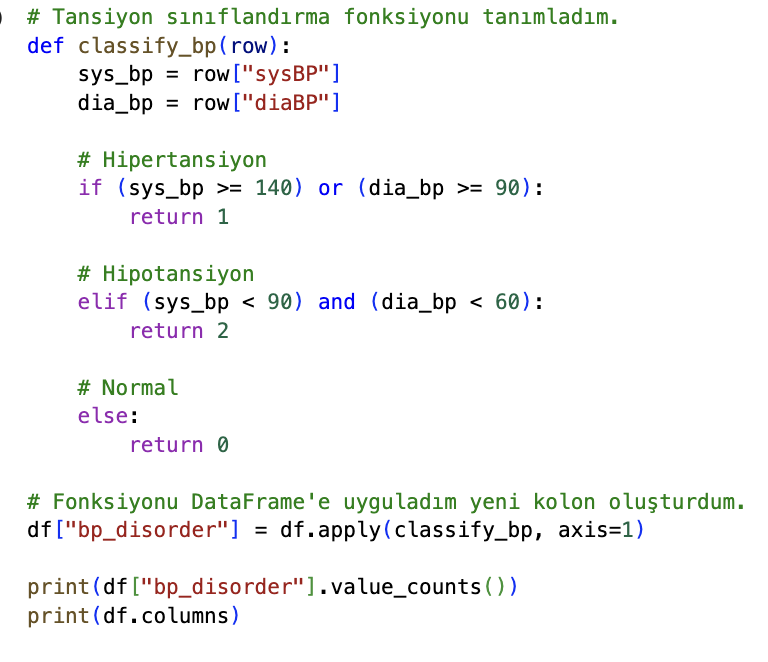 # Tansiyon sınıflandırma fonksiyonu tanımladım.
def classify_bp(row):
    sys_bp = row["sysBP"]
    dia_bp = row["diaBP"]

    # Hipertansiyon
    if (sys_bp >= 140) or (dia_bp >= 90):
        return 1

    # Hipotansiyon
    elif (sys_bp < 90) and (dia_bp < 60):
        return 2

    # Normal
    else:
        return 0

# Fonksiyonu DataFrame'e uyguladım yeni kolon oluşturdum.
df["bp_disorder"] = df.apply(classify_bp, axis=1)

print(df["bp_disorder"].value_counts())
print(df.columns)